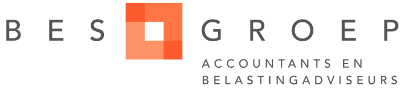 BES GROEP
ACCOUNTANTS EN
BELASTINGADVISEURS